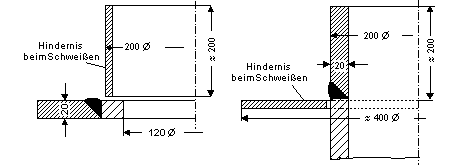 Hindernis
beimSchweißen
200 Ø
≈ 200
20
120 Ø
Hindernis
beimSchweißen
200 Ø
20
≈ 200
≈ 400 Ø